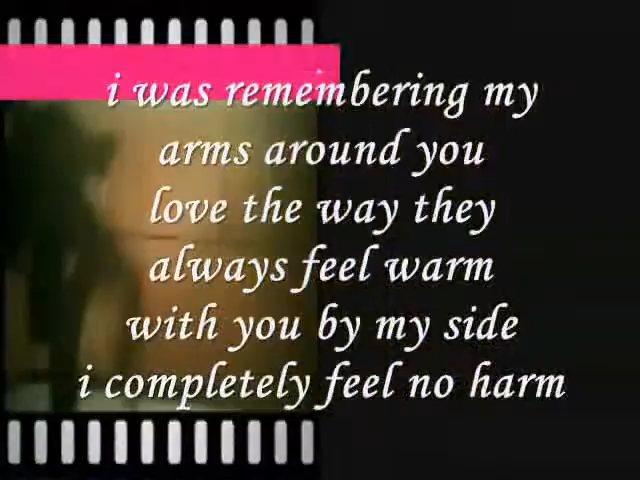 i was remembering my
arms around you
love the way they
always feel warm
with you by my side
i completely feel no harm